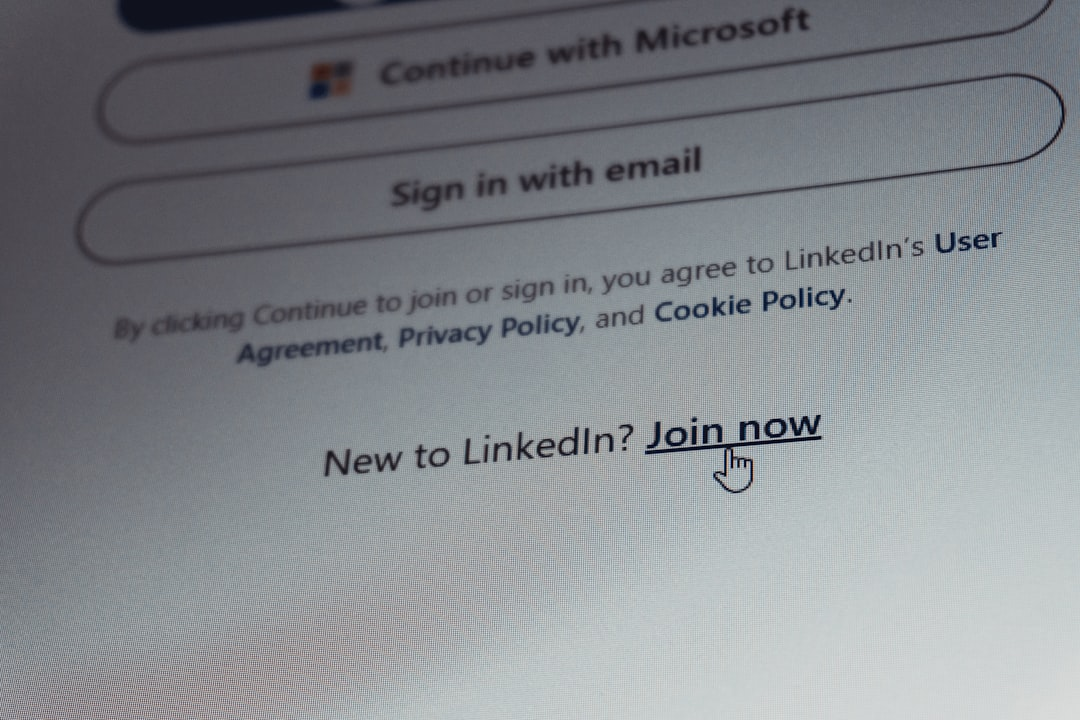 Continue with Microsoft
Sign in with email
By clicking Continue to join or sign in, you agree to LinkedIn’s User
Agreement, Privacy Policy, and Cookie Policy.
New to LinkedIn? Join now